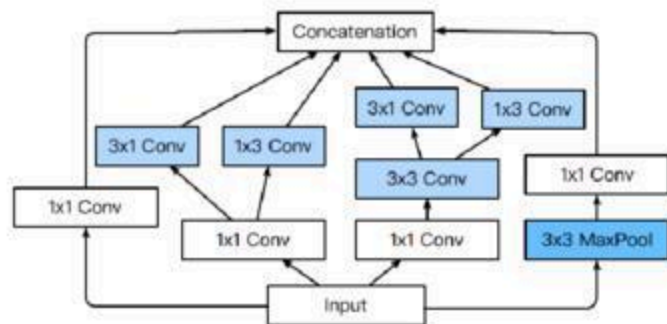 Concatenation
3x1 Conv
1x3 Conv
3x1 Conv
1x3 Conv
3x3 Conv
1x1 Conv
1x1 Conv
1x1 Conv
1x1 Conv
3x3 MaxPool
Input